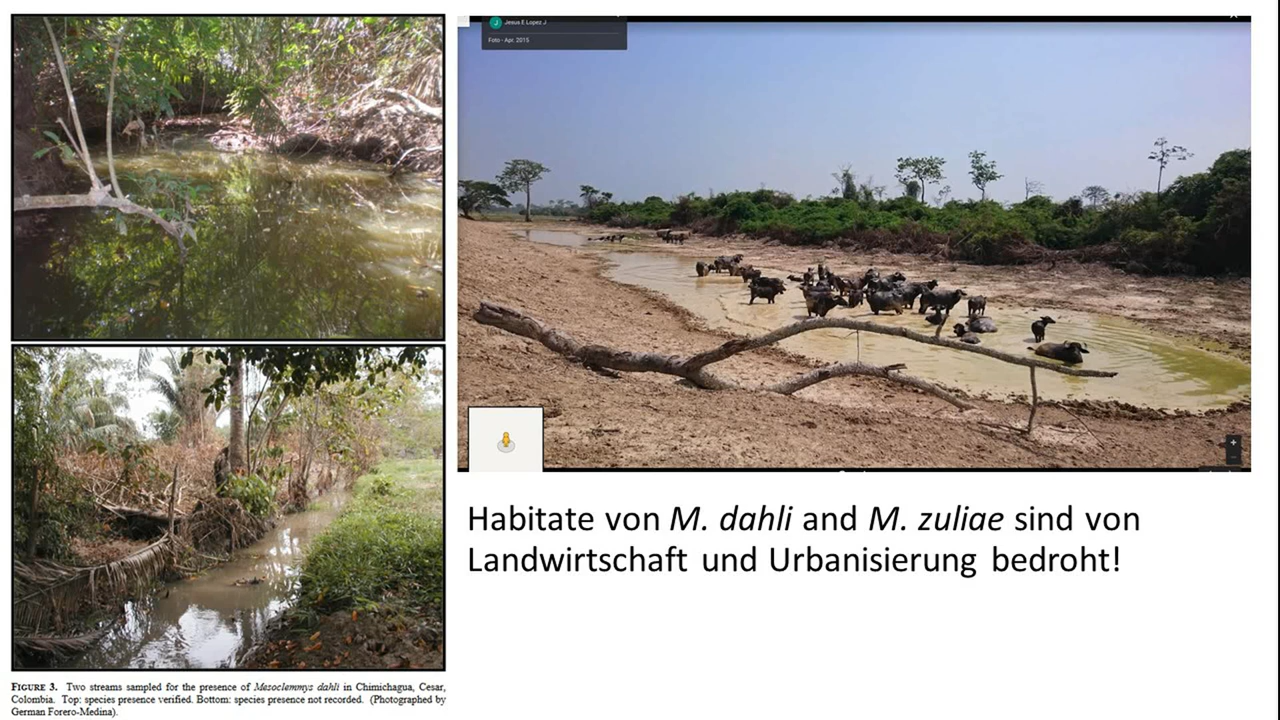 Jesus E Lopez J
Foto - Apr. 2015
Habitate von M. dahli and M. zuliae sind von
Landwirtschaft und Urbanisierung bedroht!
FIGURE 3. Two streams sampled for the presence of Mesoclemmys dahli in Chimichagua, Cesar,
Colombia. Top: species presence verified. Bottom: species presence not recorded. (Photographed by
German Forero-Medina).